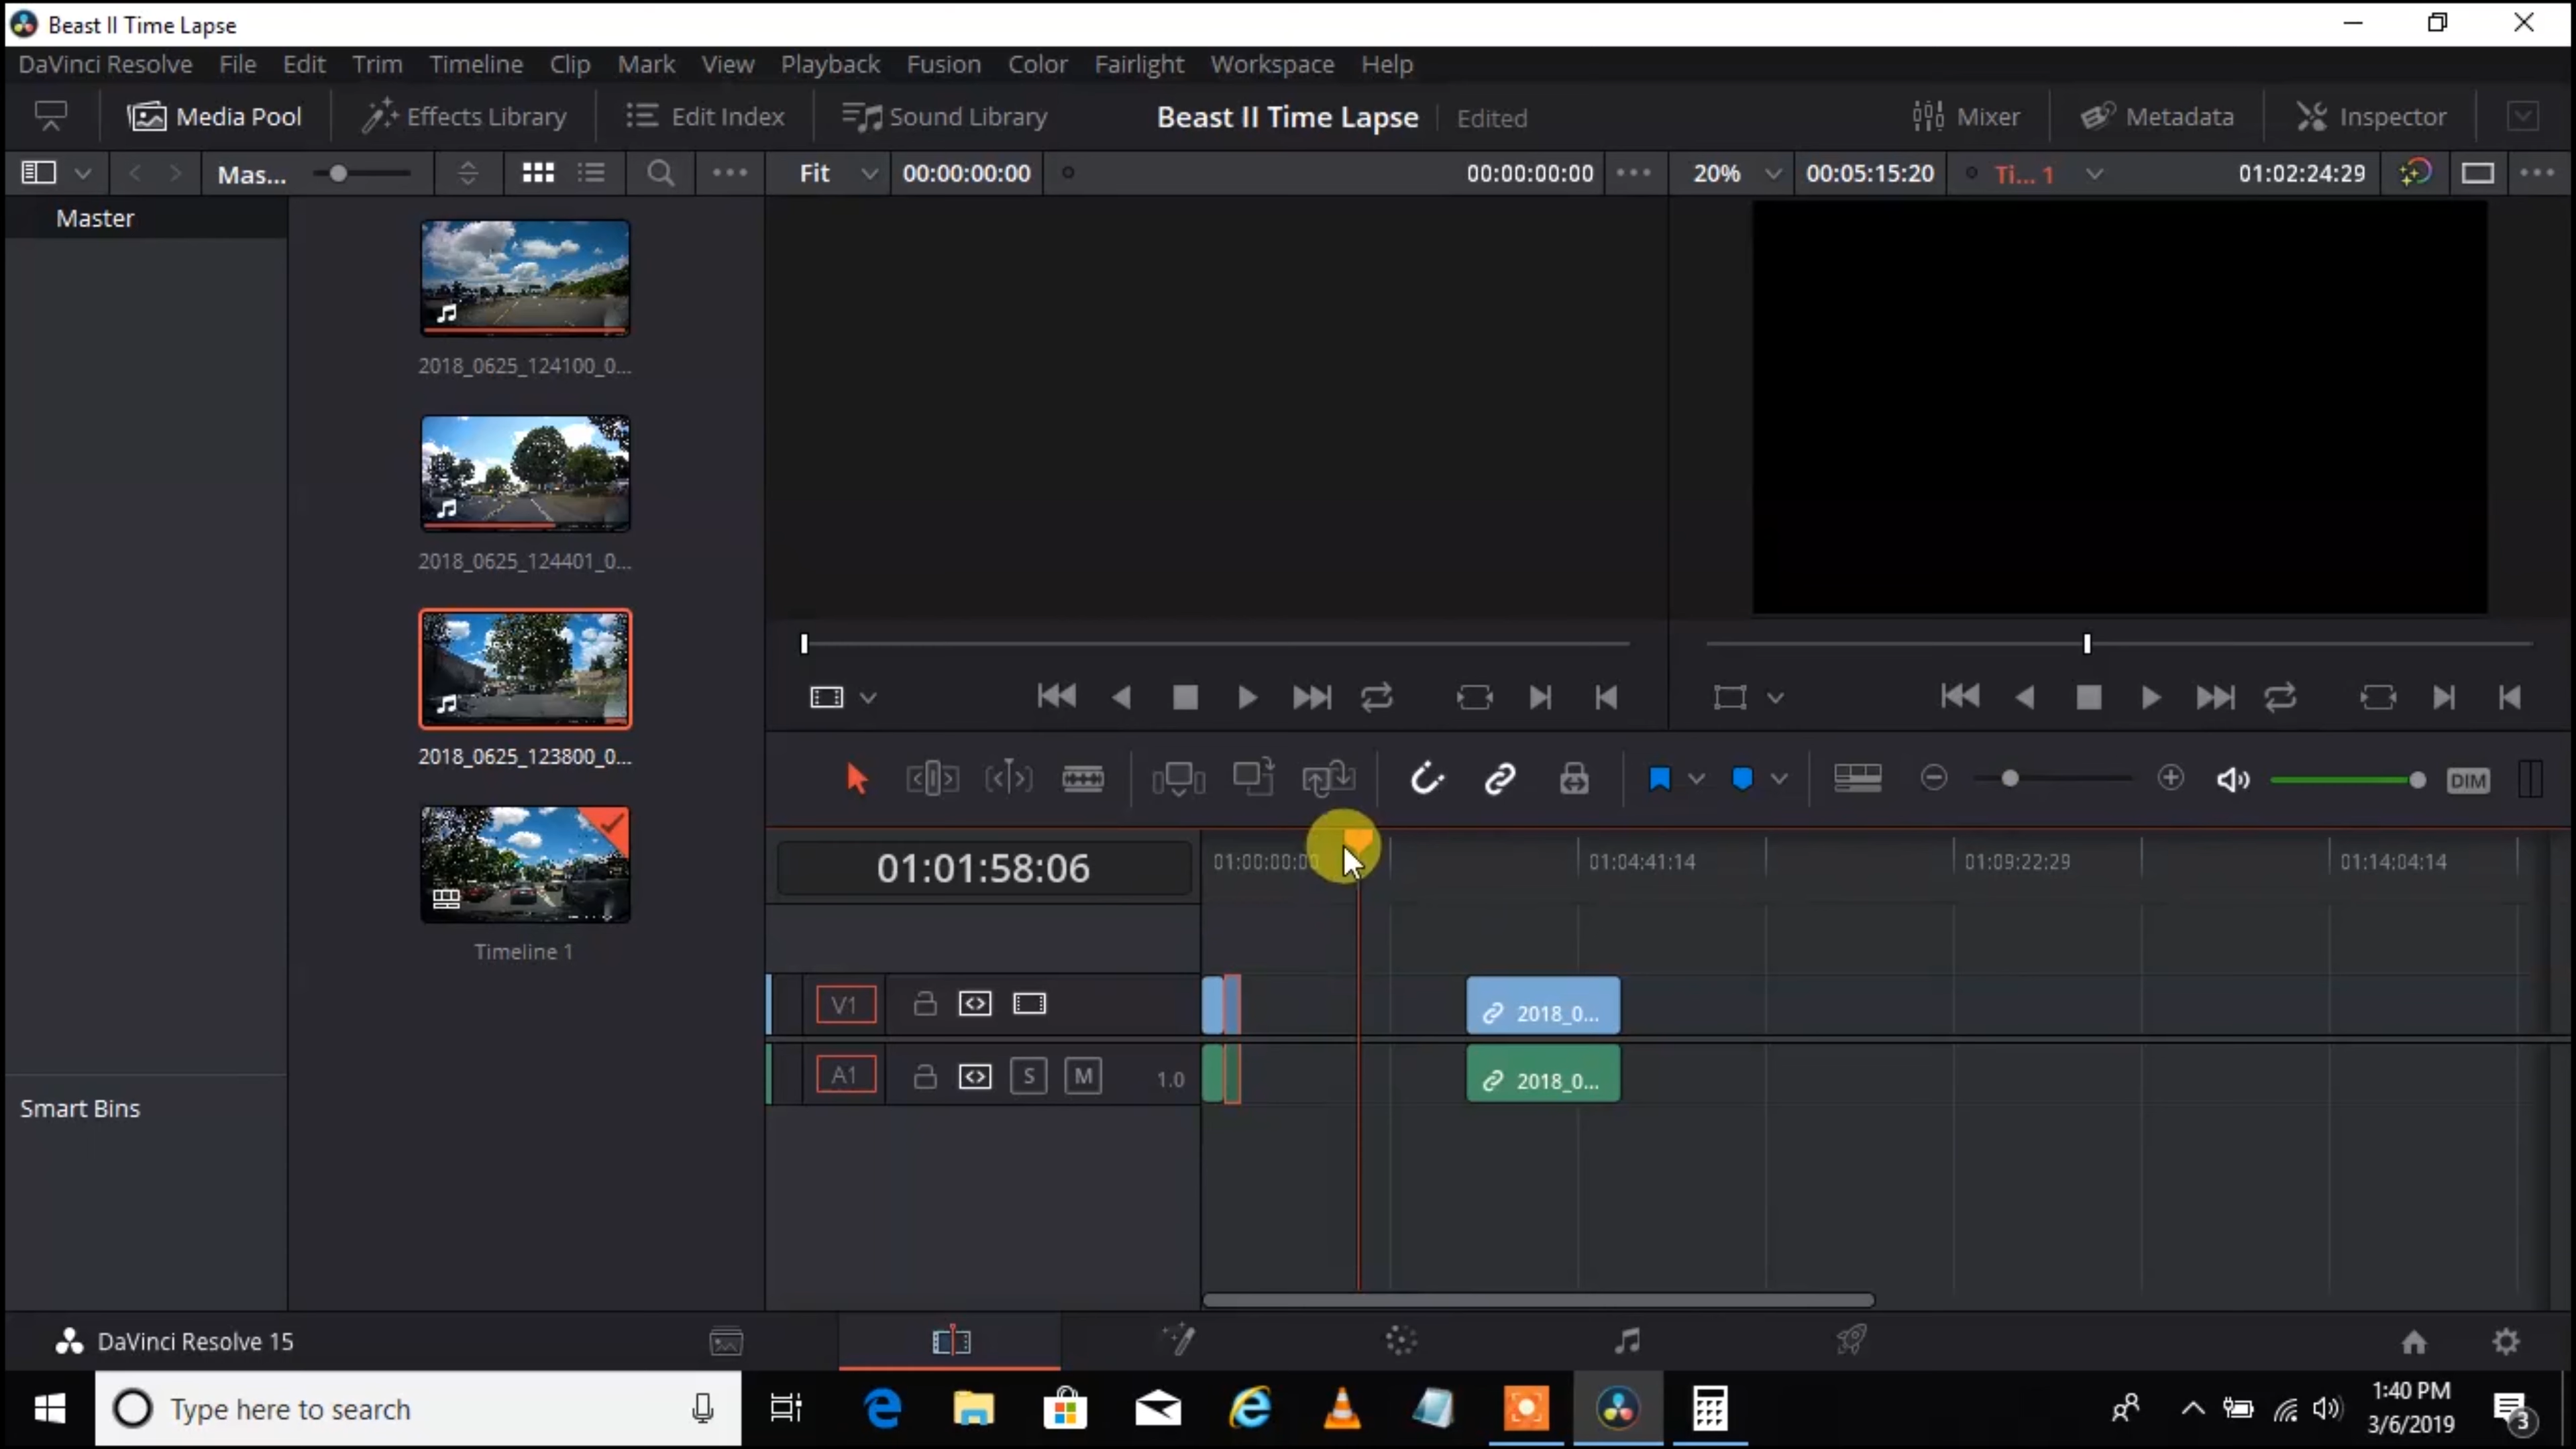 Beast II Time Lapse
DaVinci Resolve File Edit Trim Timeline Clip Mark View Playback Fusion Color Fairlight Workspace Help
Media Pool Effects Library Edit Index Sound Library Beast II Time Lapse Edited Mixer Metadata Inspector
Mas... Fit 00:00:00:00 00:00:00:00 20% 00:05:15:20 Ti... 1 01:02:24:29
Master
2018_0625_124100_0...
2018_0625_124401_0...
2018_0625_123800_0...
Timeline 1
Smart Bins
DIM
01:01:58:06 01:00:00:00 01:04:41:14 01:09:22:29 01:14:04:14
V1 2018_0...
A1 S M 1.0 2018_0...
DaVinci Resolve 15
Type here to search
1:40 PM
3/6/2019
3